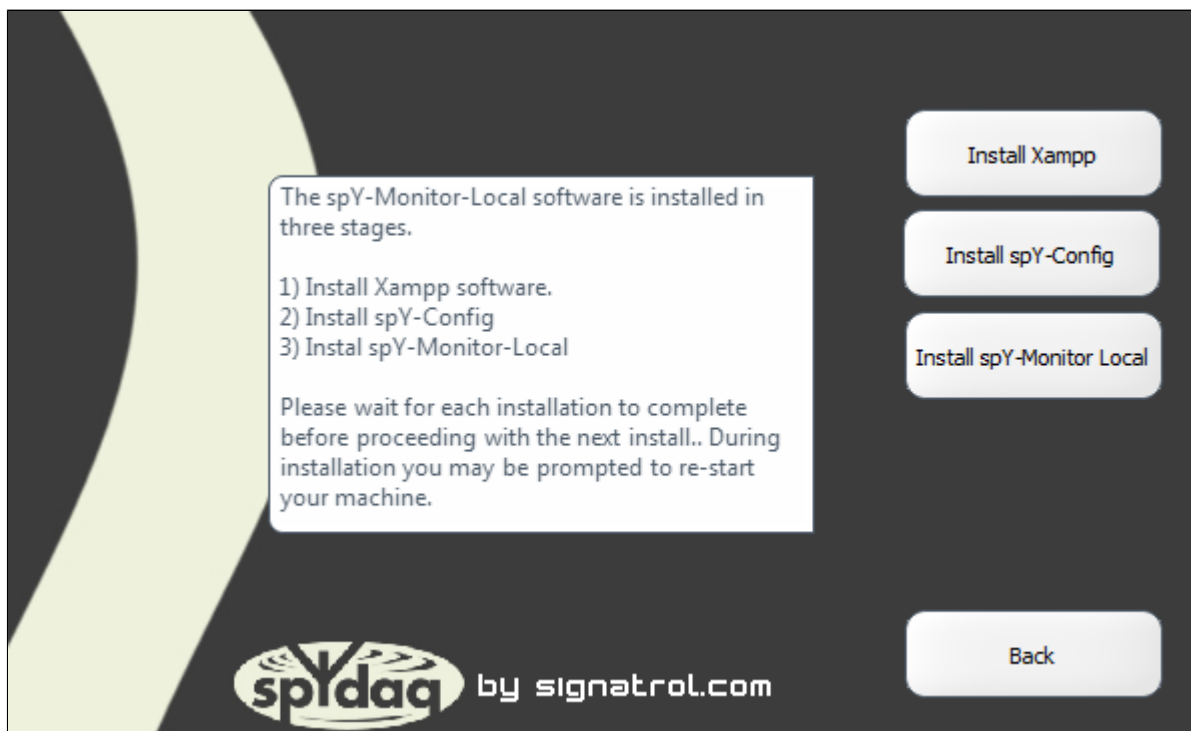 The spY-Monitor-Local software is installed in
three stages.
1) Install Xampp software.
2) Install spY-Config
3) Instal spY-Monitor-Local
Please wait for each installation to complete
before proceeding with the next install.. During
installation you may be prompted to re-start
your machine.
Install Xampp
Install spY-Config
Install spY-Monitor Local
Back
spYdaq by signatrol.com